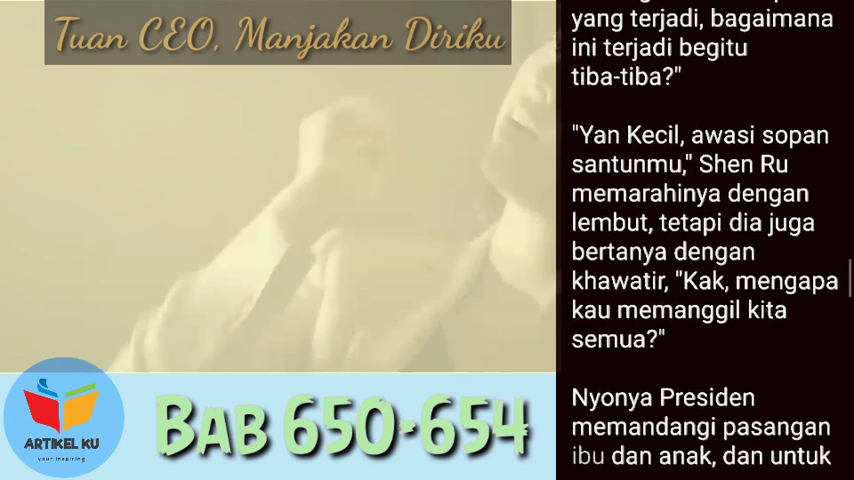 Tuan CEO, Manjakan Diriku
ARTIKEL KU
your inspiring
BAB 650-654
yang terjadi, bagaimana
ini terjadi begitu
tiba-tiba?"
"Yan Kecil, awasi sopan
santunmu," Shen Ru
memarahinya dengan
lembut, tetapi dia juga
bertanya dengan
khawatir, "Kak, mengapa
kau memanggil kita
semua?"
Nyonya Presiden
memandangi pasangan
ibu dan anak, dan untuk